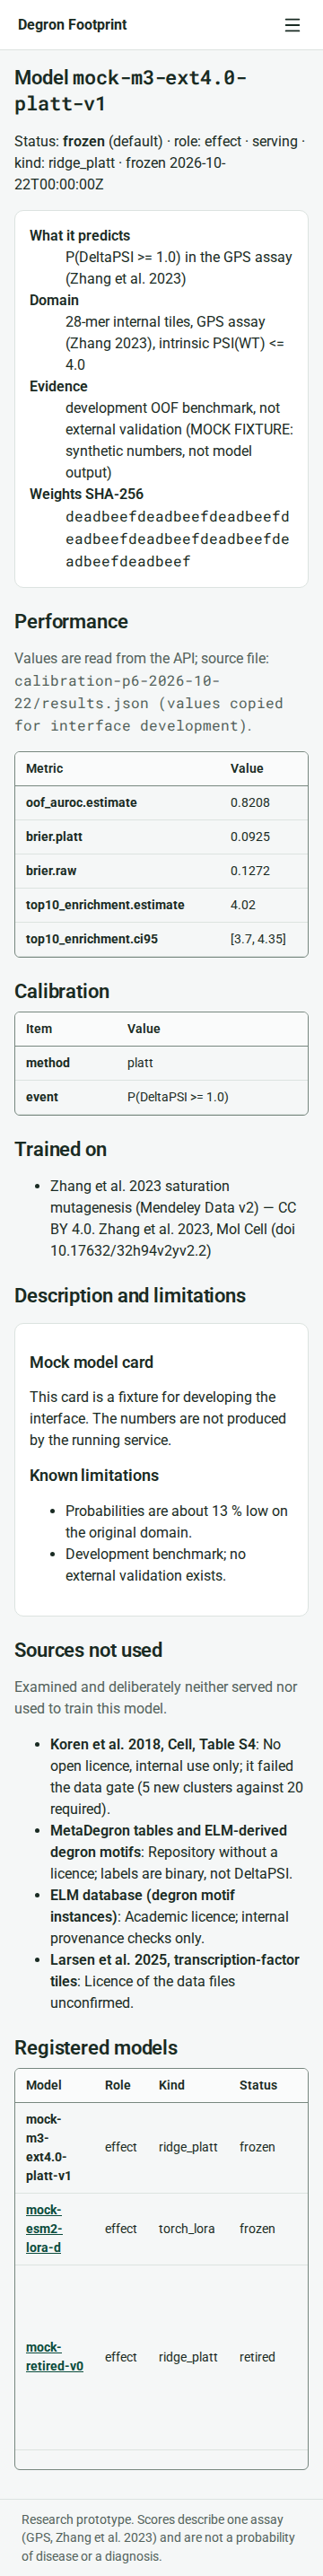 Degron Footprint
Model mock-m3-ext4.0-
platt-v1
Status: frozen (default) · role: effect · serving ·
kind: ridge_platt · frozen 2026-10-
22T00:00:00Z
What it predicts
P(DeltaPSI >= 1.0) in the GPS assay
(Zhang et al. 2023)
Domain
28-mer internal tiles, GPS assay
(Zhang 2023), intrinsic PSI(WT) <=
4.0
Evidence
development OOF benchmark, not
external validation (MOCK FIXTURE:
synthetic numbers, not model
output)
Weights SHA-256
deadbeefdeadbeefdeadbeefd
eadbeefdeadbeefdeadbeefde
adbeefdeadbeef
Performance
Values are read from the API; source file:
calibration-p6-2026-10-
22/results.json (values copied
for interface development).
Metric Value
oof_auroc.estimate 0.8208
brier.platt 0.0925
brier.raw 0.1272
top10_enrichment.estimate 4.02
top10_enrichment.ci95 [3.7, 4.35]
Calibration
Item Value
method platt
event P(DeltaPSI >= 1.0)
Trained on
• Zhang et al. 2023 saturation
mutagenesis (Mendeley Data v2) — CC
BY 4.0. Zhang et al. 2023, Mol Cell (doi
10.17632/32h94v2yv2.2)
Description and limitations
Mock model card
This card is a fixture for developing the
interface. The numbers are not produced
by the running service.
Known limitations
• Probabilities are about 13 % low on
the original domain.
• Development benchmark; no
external validation exists.
Sources not used
Examined and deliberately neither served nor
used to train this model.
• Koren et al. 2018, Cell, Table S4: No
open licence, internal use only; it failed
the data gate (5 new clusters against 20
required).
• MetaDegron tables and ELM-derived
degron motifs: Repository without a
licence; labels are binary, not DeltaPSI.
• ELM database (degron motif
instances): Academic licence; internal
provenance checks only.
• Larsen et al. 2025, transcription-factor
tiles: Licence of the data files
unconfirmed.
Registered models
Model Role Kind Status
mock-
m3-
ext4.0-
platt-v1 effect ridge_platt frozen
mock-
esm2-
lora-d effect torch_lora frozen
mock-
retired-v0 effect ridge_platt retired
Research prototype. Scores describe one assay
(GPS, Zhang et al. 2023) and are not a probability
of disease or a diagnosis.